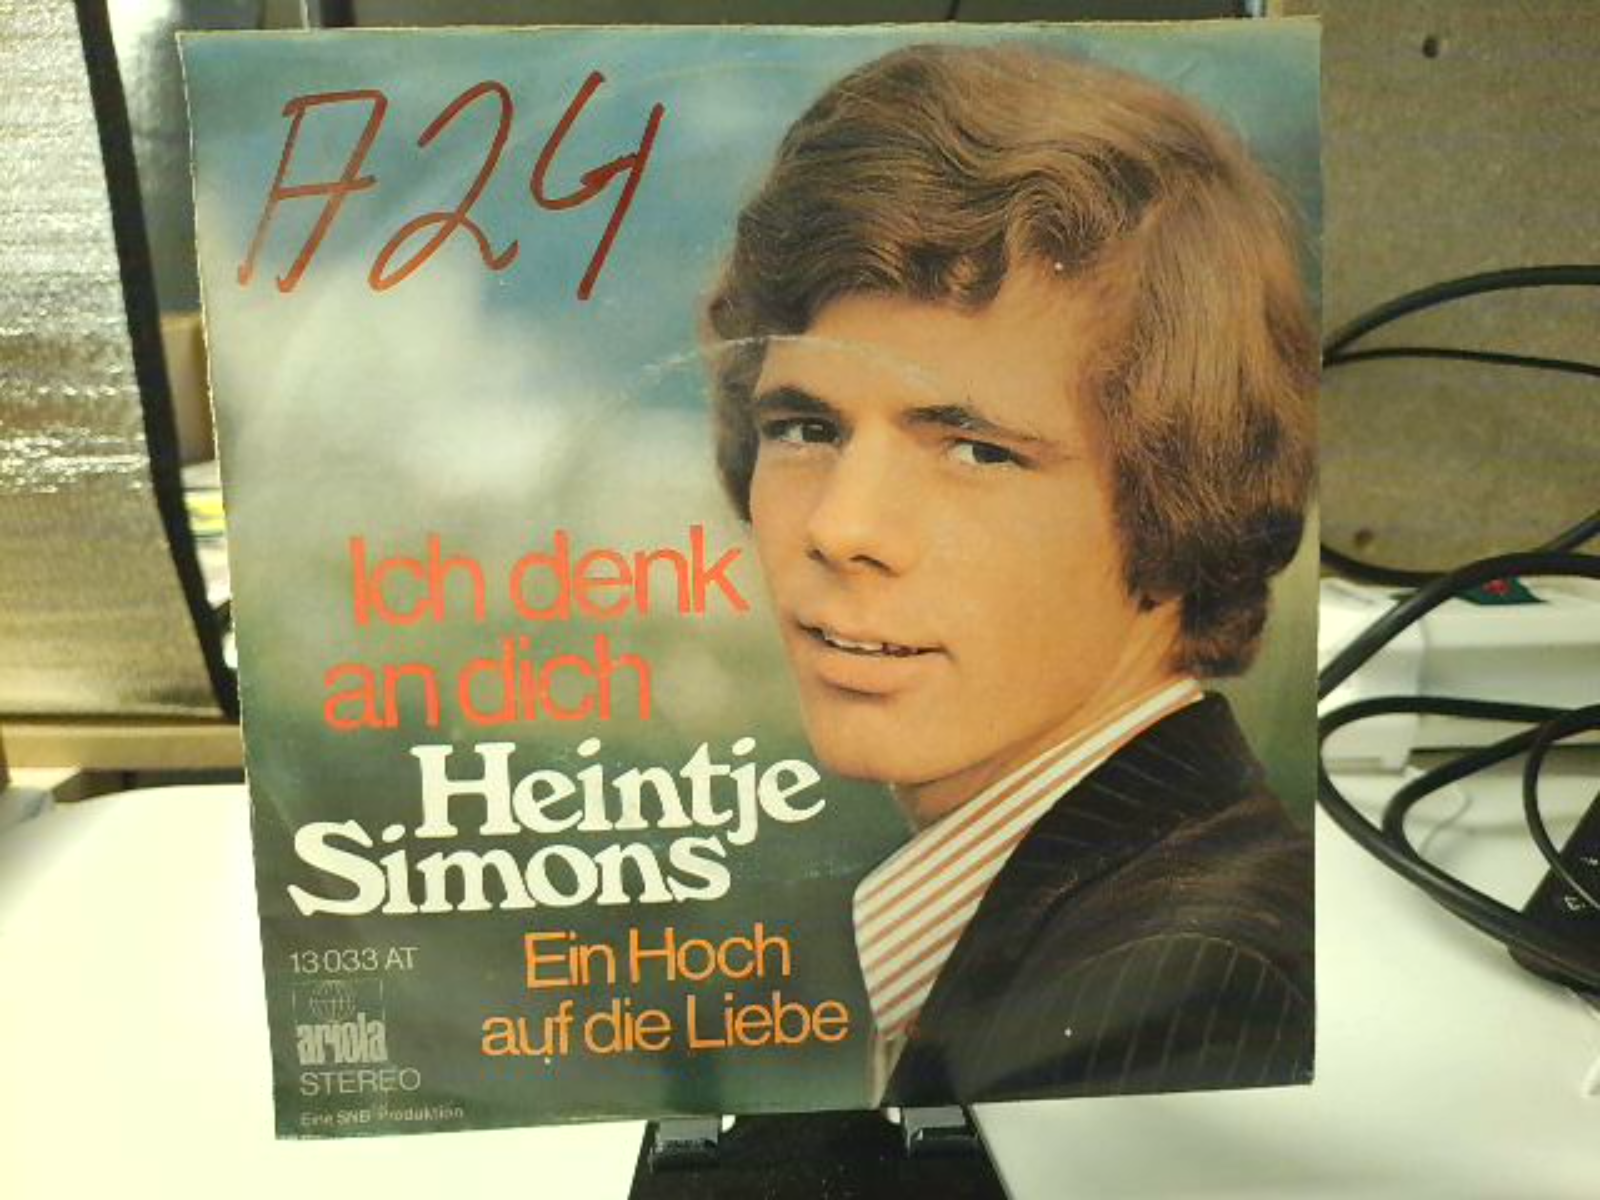 A24
Ich denk
an dich
Heintje
Simons
Ein Hoch
auf die Liebe
13 033 AT
ariola
STEREO
Eine SNB Produktion